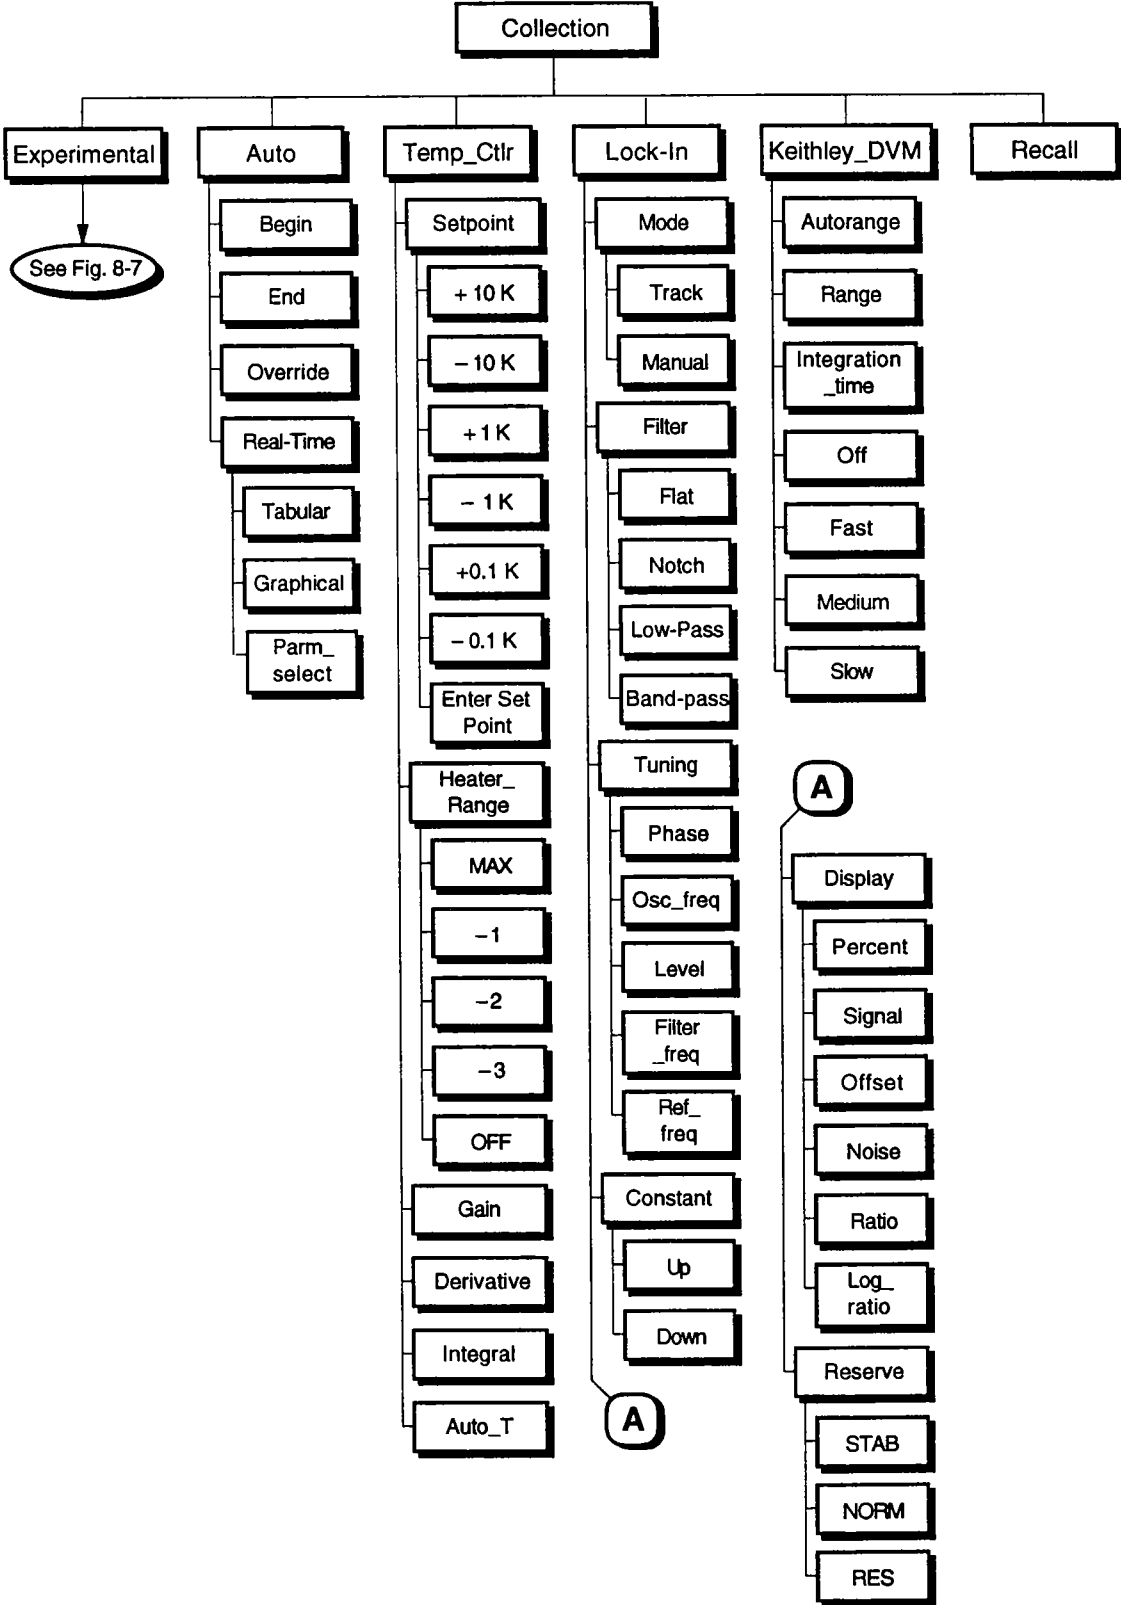 Collection
Experimental
See Fig. 8-7
Auto
Begin
End
Override
Real-Time
Tabular
Graphical
Parm_
select
Temp_Ctlr
Setpoint
+ 10 K
– 10 K
+ 1 K
– 1 K
+0.1 K
– 0.1 K
Enter Set
Point
Heater_
Range
MAX
–1
–2
–3
OFF
Gain
Derivative
Integral
Auto_T
Lock-In
Mode
Track
Manual
Filter
Flat
Notch
Low-Pass
Band-pass
Tuning
Phase
Osc_freq
Level
Filter
_freq
Ref_
freq
Constant
Up
Down
A
Keithley_DVM
Autorange
Range
Integration
_time
Off
Fast
Medium
Slow
A
Display
Percent
Signal
Offset
Noise
Ratio
Log_
ratio
Reserve
STAB
NORM
RES
Recall